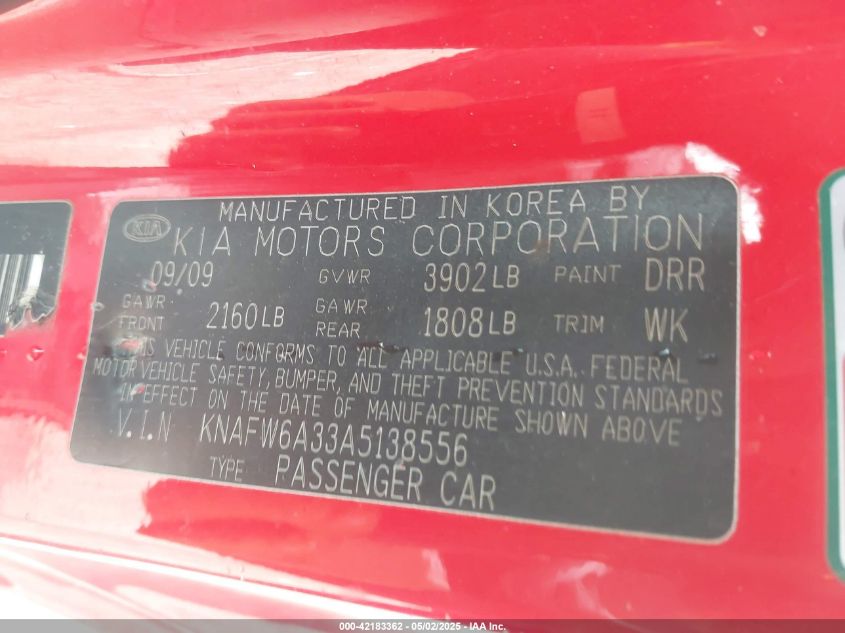 MANUFACTURED IN KOREA BY
KIA KIA MOTORS CORPORATION
09/09 GVWR 3902LB PAINT DRR
GAWR FRONT 2160LB GAWR REAR 1808LB TRIM WK
THIS VEHICLE CONFORMS TO ALL APPLICABLE U.S.A. FEDERAL
MOTOR VEHICLE SAFETY, BUMPER, AND THEFT PREVENTION STANDARDS
IN EFFECT ON THE DATE OF MANUFACTURE SHOWN ABOVE
V.I.N KNAFW6A33A5138556
TYPE PASSENGER CAR
000-42183362 - 05/02/2025 - IAA Inc.